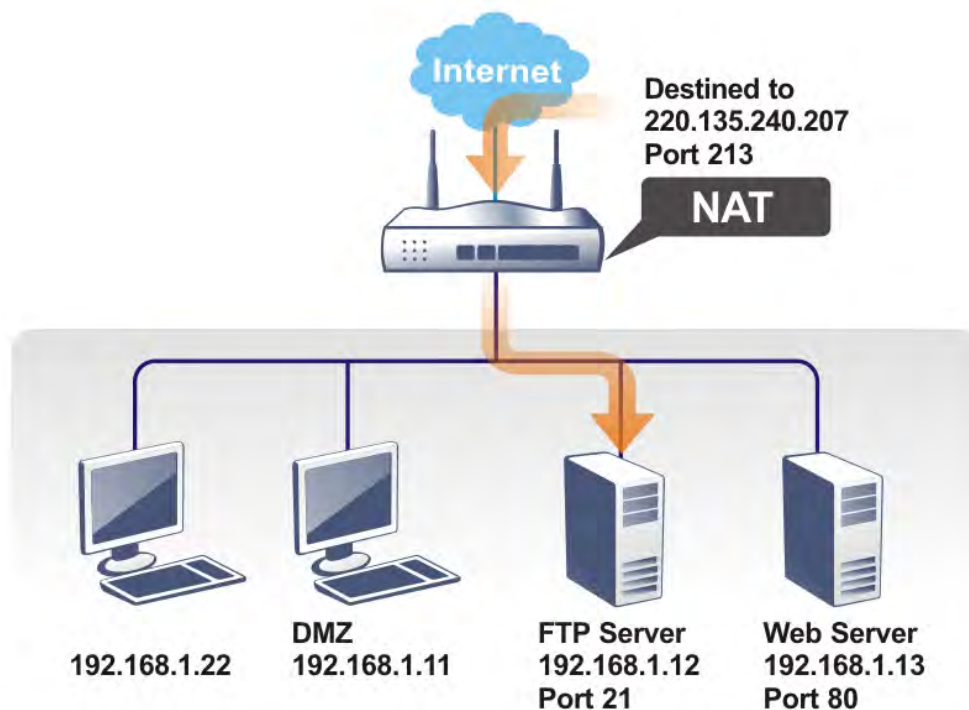 Internet
Destined to
220.135.240.207
Port 213
NAT
192.168.1.22
DMZ
192.168.1.11
FTP Server
192.168.1.12
Port 21
Web Server
192.168.1.13
Port 80